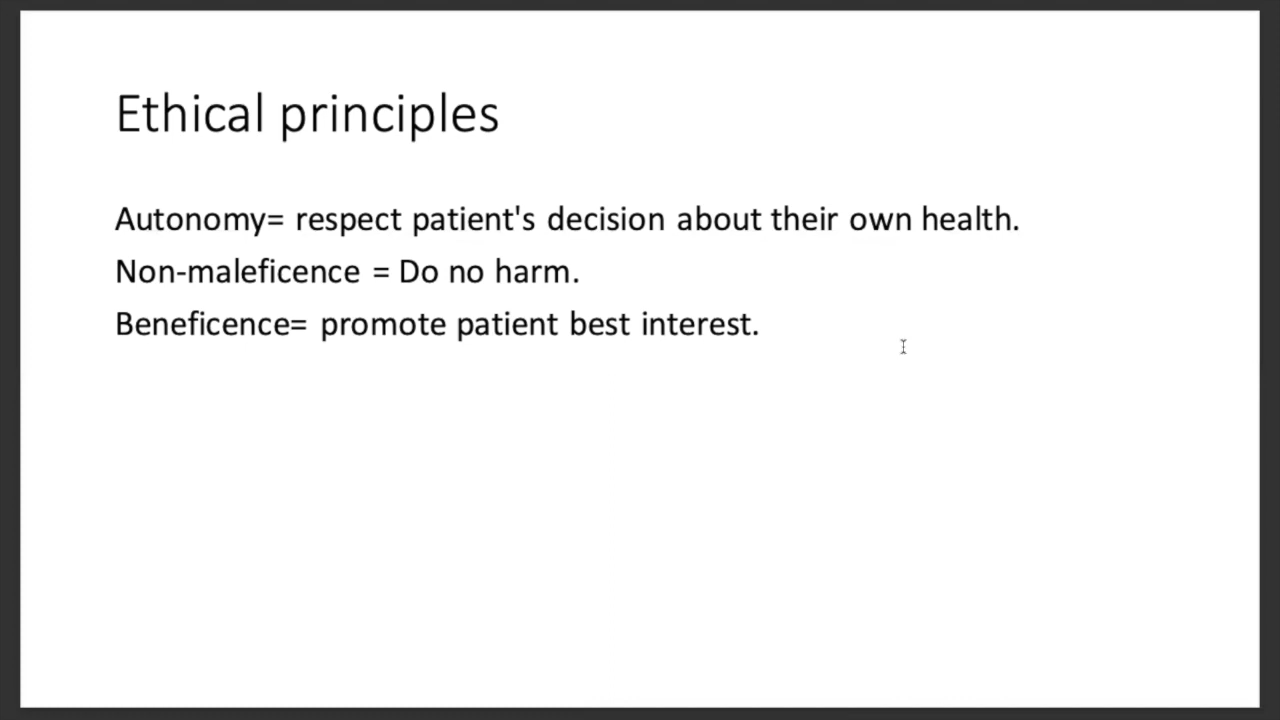 Ethical principles
Autonomy= respect patient's decision about their own health.
Non-maleficence = Do no harm.
Beneficence= promote patient best interest.